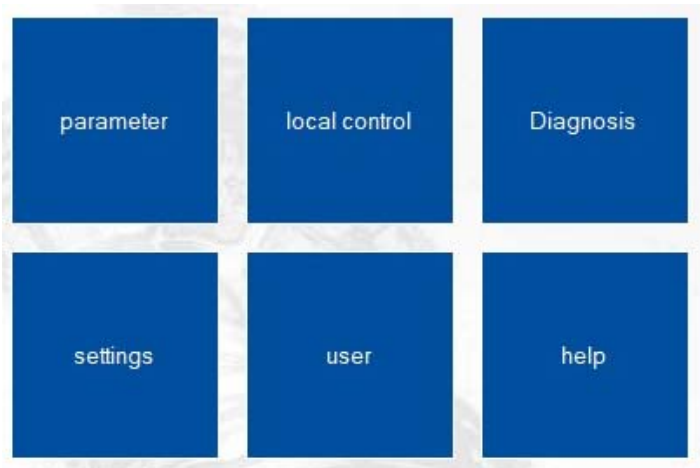 parameter
local control
Diagnosis
settings
user
help